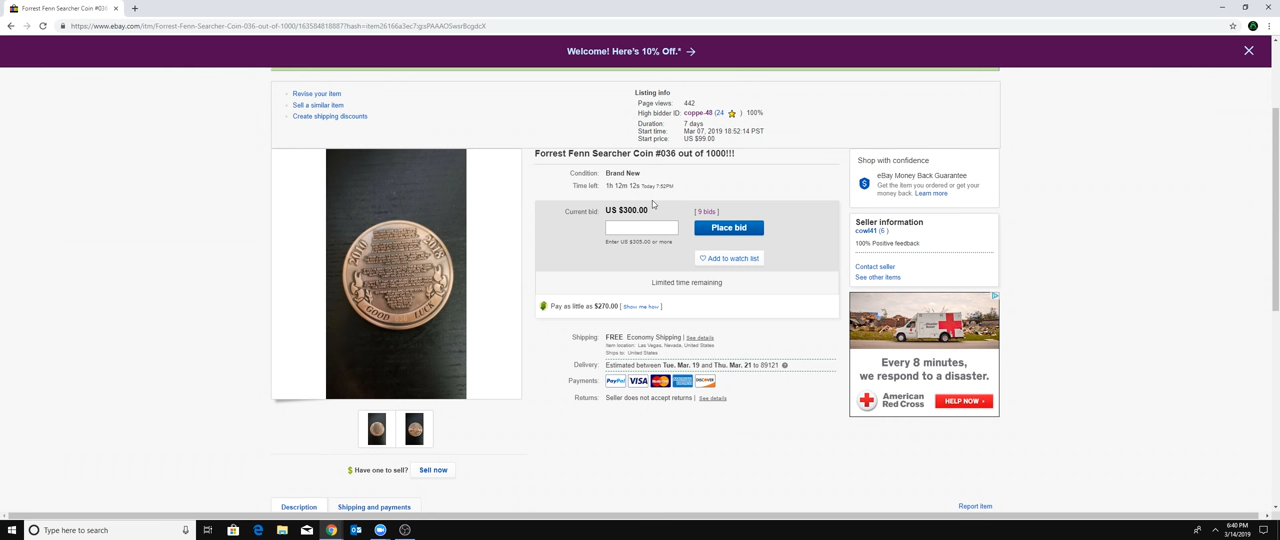 Forrest Fenn Searcher Coin #036
https://www.ebay.com/itm/Forrest-Fenn-Searcher-Coin-036-out-of-1000/163584818887?hash=item26166a3ec7:g:sPAAAOSwsr8cgdcX
Welcome! Here's 10% Off.*
Revise your item
Sell a similar item
Create shipping discounts
Listing info
Page views: 442
High bidder ID: coppe-48 (24 ) 100%
Duration: 7 days
Start time: Mar 07, 2019 18:52:14 PST
Start price: US $99.00
Forrest Fenn Searcher Coin #036 out of 1000!!!
Condition: Brand New
Time left: 1h 12m 12s Today 7:52PM
Current bid: US $300.00 [ 9 bids ]
Place bid
Enter US $305.00 or more
Add to watch list
Limited time remaining
Pay as little as $270.00 [ Show me how ]
Shipping: FREE Economy Shipping | See details
Item location: Las Vegas, Nevada, United States
Ships to: United States
Delivery: Estimated between Tue. Mar. 19 and Thu. Mar. 21 to 89121
Payments: PayPal VISA MasterCard AMERICAN EXPRESS DISCOVER
Returns: Seller does not accept returns | See details
Shop with confidence
eBay Money Back Guarantee
Get the item you ordered or get your
money back. Learn more
Seller information
cowl41 (6 )
100% Positive feedback
Contact seller
See other items
Every 8 minutes,
we respond to a disaster.
American
Red Cross
HELP NOW
2010
2018
GOOD LUCK
Have one to sell? Sell now
Description
Shipping and payments
Report item
Type here to search
6:40 PM
3/14/2019